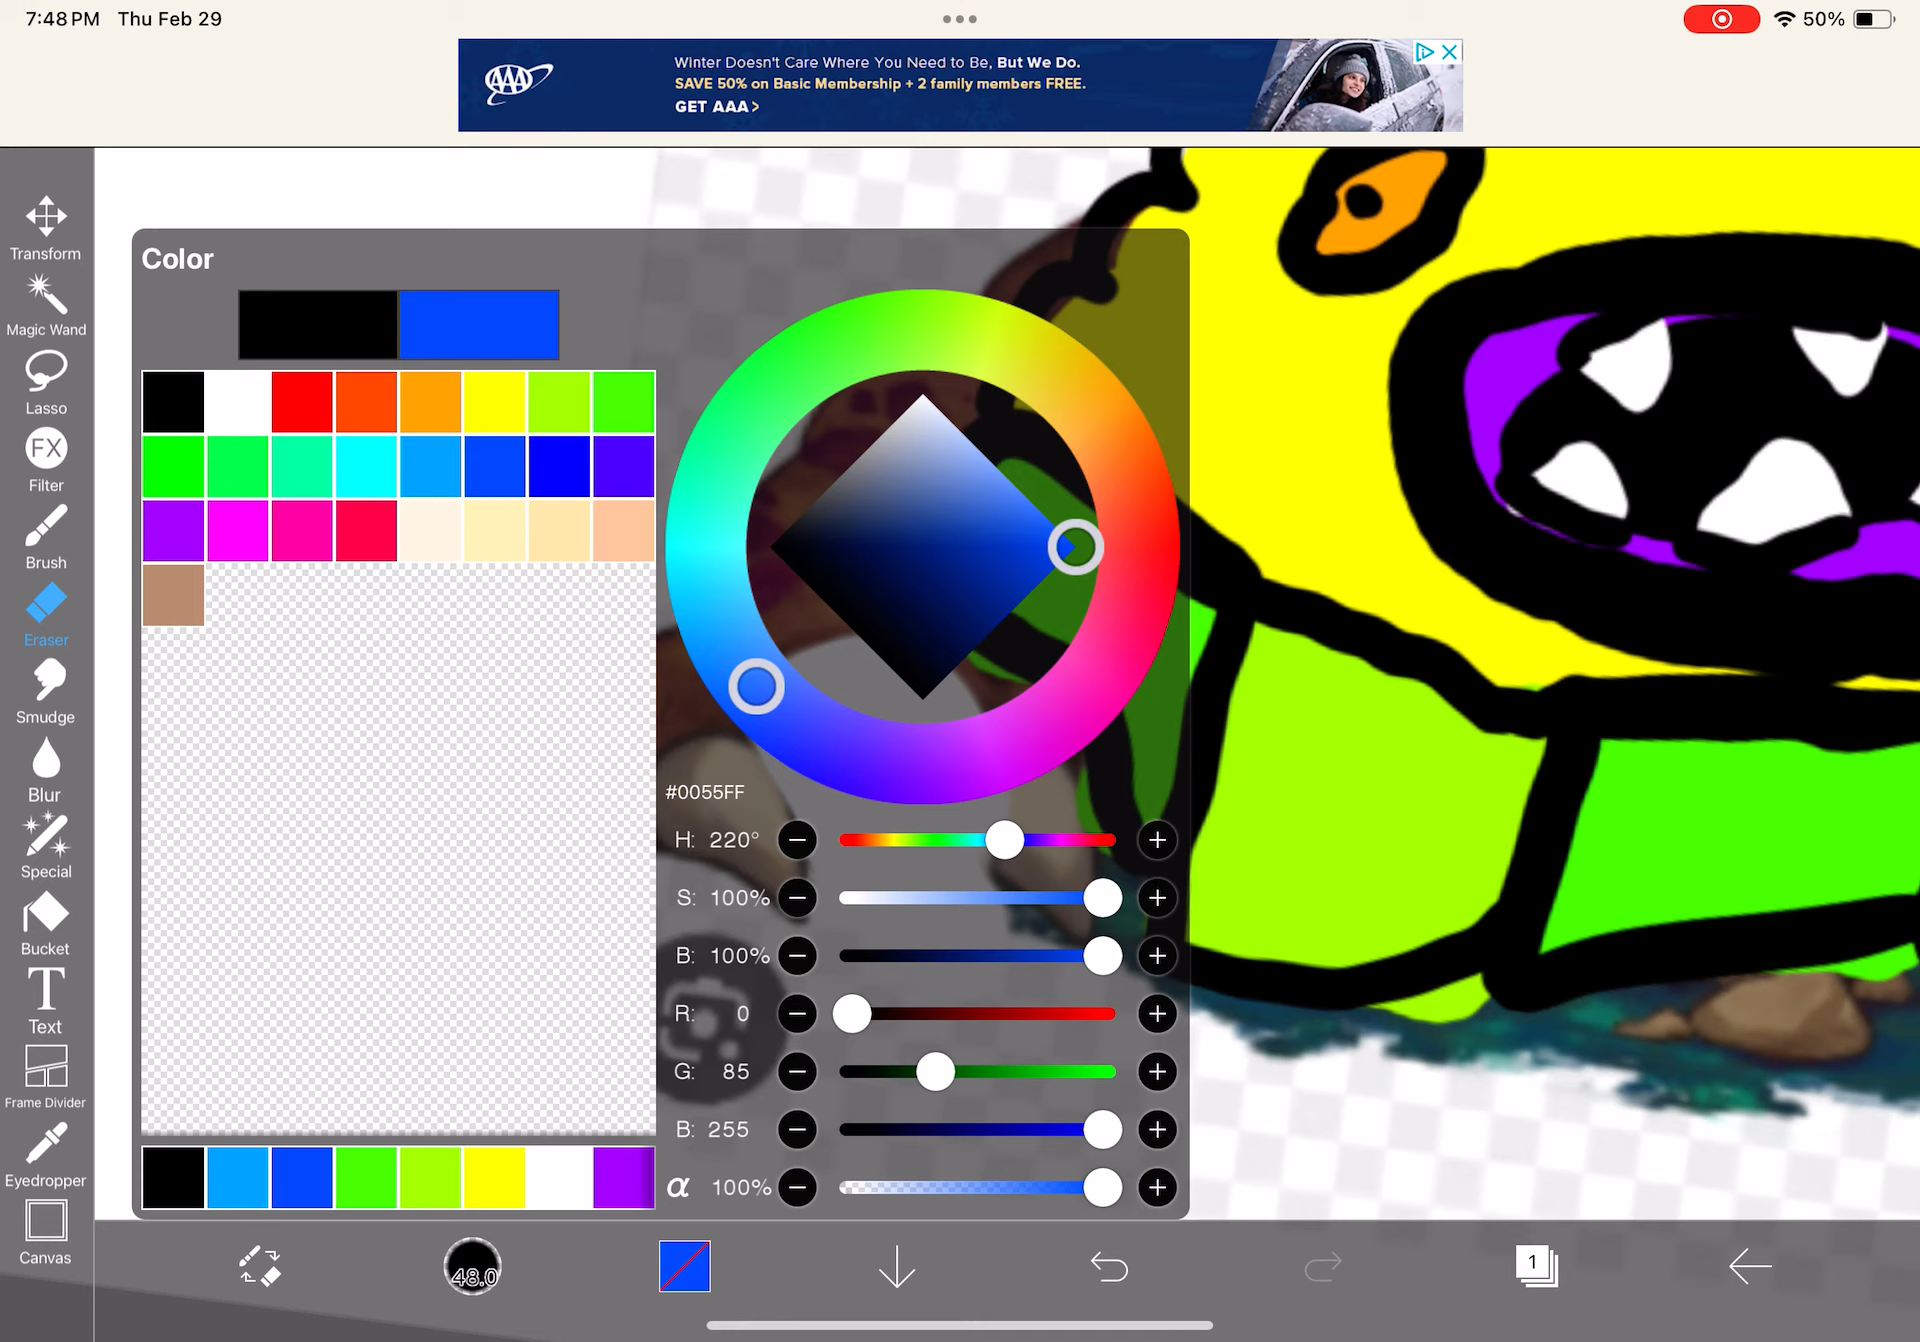 7:48 PM Thu Feb 29
50%
AAA
Winter Doesn't Care Where You Need to Be, But We Do.
SAVE 50% on Basic Membership + 2 family members FREE.
GET AAA >
Transform
Magic Wand
Lasso
FX
Filter
Brush
Eraser
Smudge
Blur
Special
Bucket
T
Text
Frame Divider
Eyedropper
Canvas
Color
#0055FF
H: 220°
S: 100%
B: 100%
R: 0
G: 85
B: 255
α 100%
48.0
1